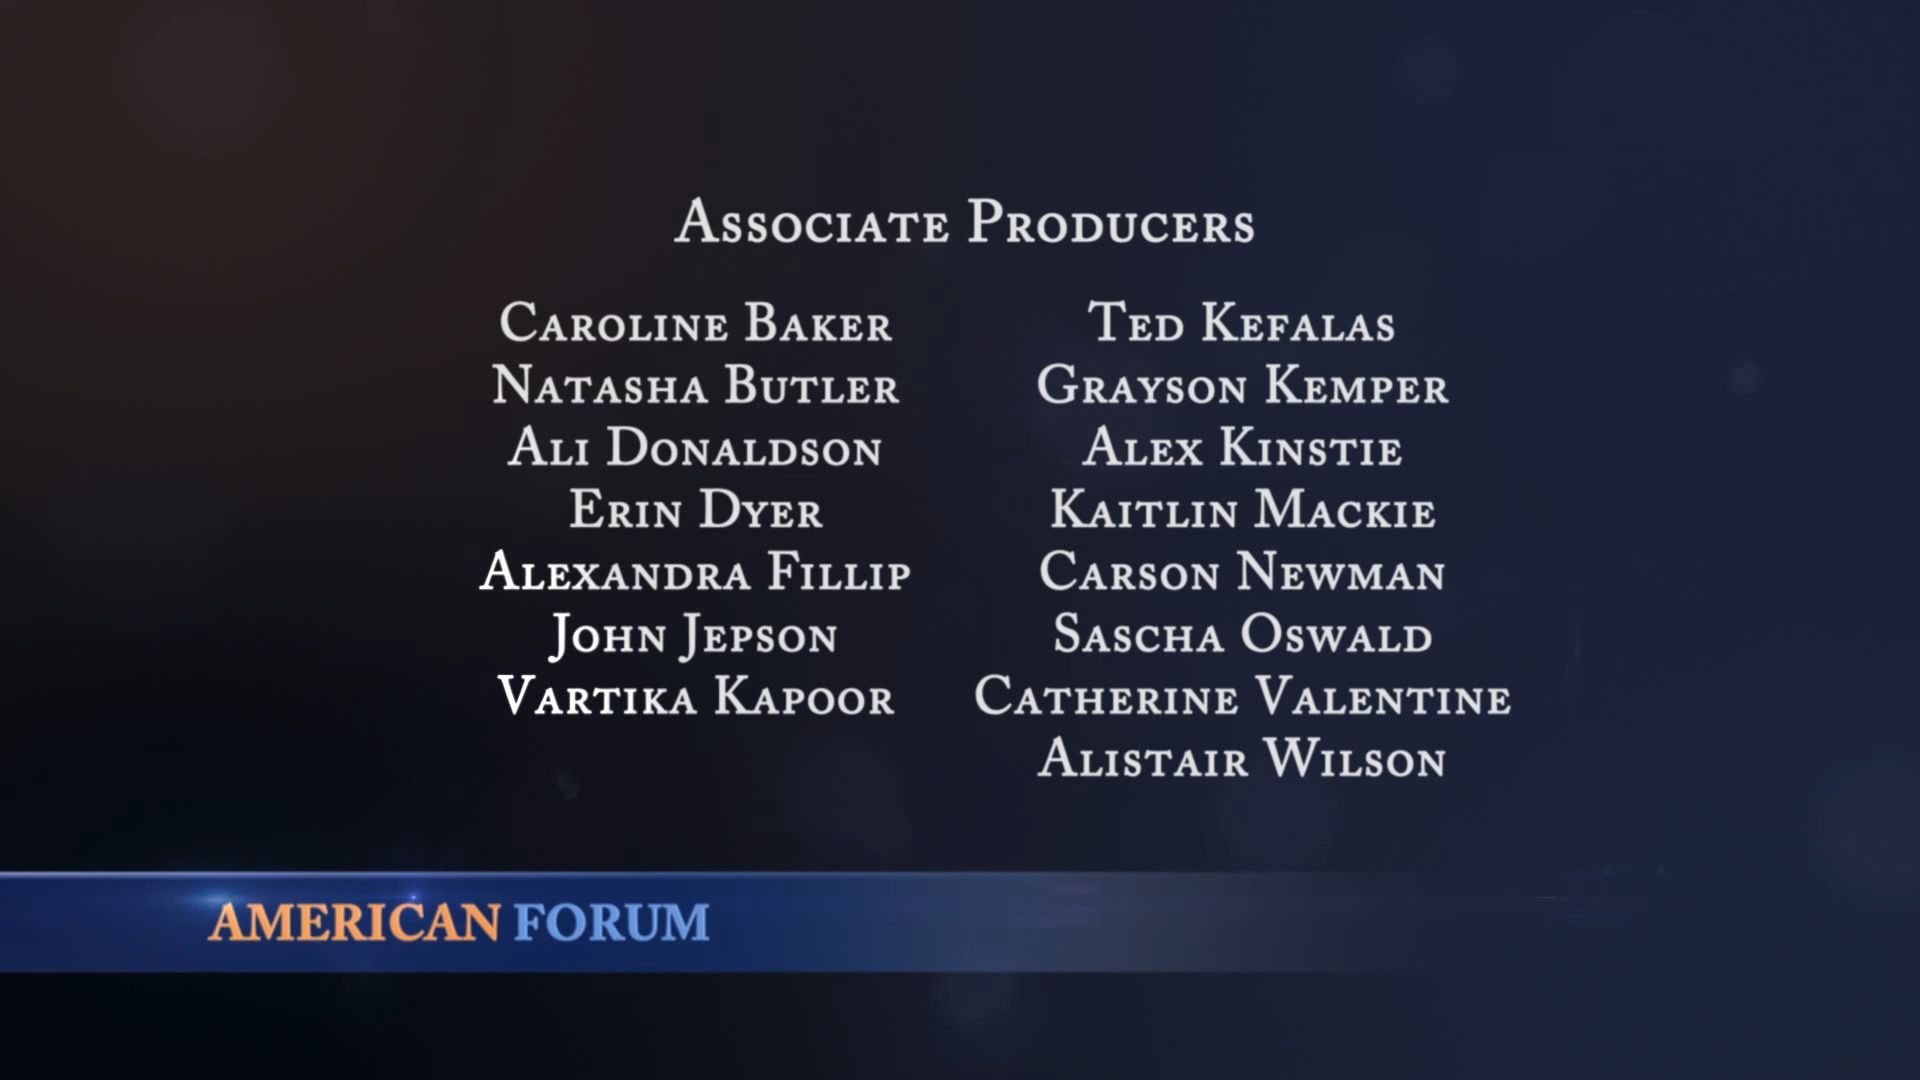 Associate Producers
Caroline Baker
Natasha Butler
Ali Donaldson
Erin Dyer
Alexandra Fillip
John Jepson
Vartika Kapoor
Ted Kefalas
Grayson Kemper
Alex Kinstie
Kaitlin Mackie
Carson Newman
Sascha Oswald
Catherine Valentine
Alistair Wilson
AMERICAN FORUM